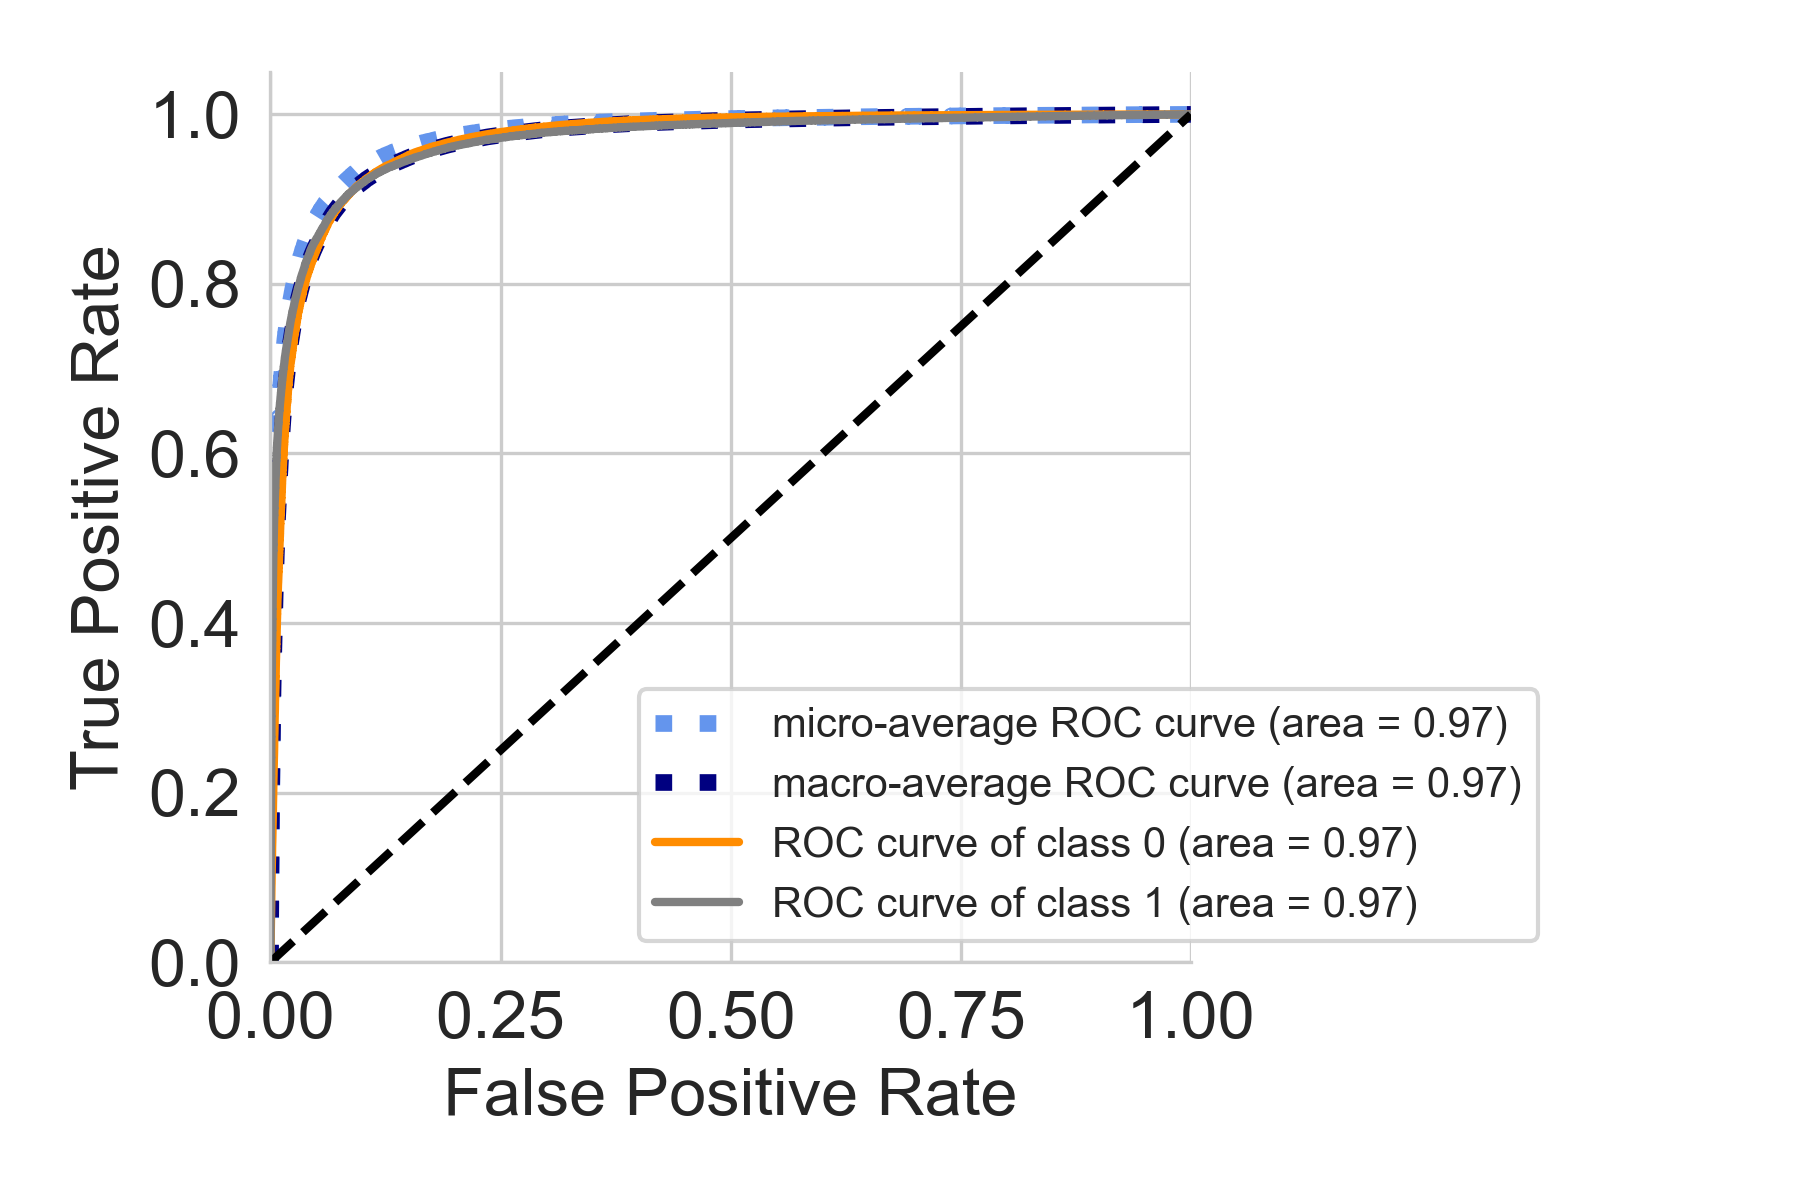 True Positive Rate
1.0
0.8
0.6
0.4
0.2
0.0
micro-average ROC curve (area = 0.97)
macro-average ROC curve (area = 0.97)
ROC curve of class 0 (area = 0.97)
ROC curve of class 1 (area = 0.97)
0.00 0.25 0.50 0.75 1.00
False Positive Rate